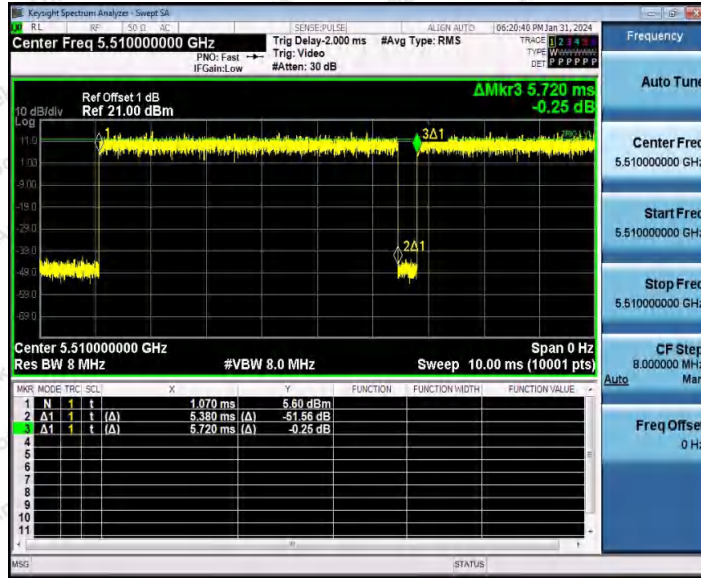 Keysight Spectrum Analyzer - Swept SA
RL RF 50 Ω AC SENSE:PULSE ALIGN AUTO 06:20:40 PM Jan 31, 2024
Center Freq 5.510000000 GHz
PNO: Fast
IFGain:Low
Trig Delay-2.000 ms
Trig: Video
#Atten: 30 dB
#Avg Type: RMS
TRACE 1 2 3 4 5 6
TYPE W
DET P P P P P P
Ref Offset 1 dB
10 dB/div Ref 21.00 dBm
Log
ΔMkr3 5.720 ms
-0.25 dB
11.0
1.00
-9.00
-19.0
-29.0
-39.0
-49.0
-59.0
-69.0
1
3Δ1
2Δ1
Center 5.510000000 GHz Span 0 Hz
Res BW 8 MHz #VBW 8.0 MHz Sweep 10.00 ms (10001 pts)
MKR MODE TRC SCL X Y FUNCTION FUNCTION WIDTH FUNCTION VALUE
1 N 1 t 1.070 ms 5.60 dBm
2 Δ1 1 t (Δ) 5.380 ms (Δ) -51.56 dB
3 Δ1 1 t (Δ) 5.720 ms (Δ) -0.25 dB
4
5
6
7
8
9
10
11
MSG STATUS
Frequency
Auto Tune
Center Freq
5.510000000 GHz
Start Freq
5.510000000 GHz
Stop Freq
5.510000000 GHz
CF Step
8.000000 MHz
Auto Man
Freq Offset
0 Hz